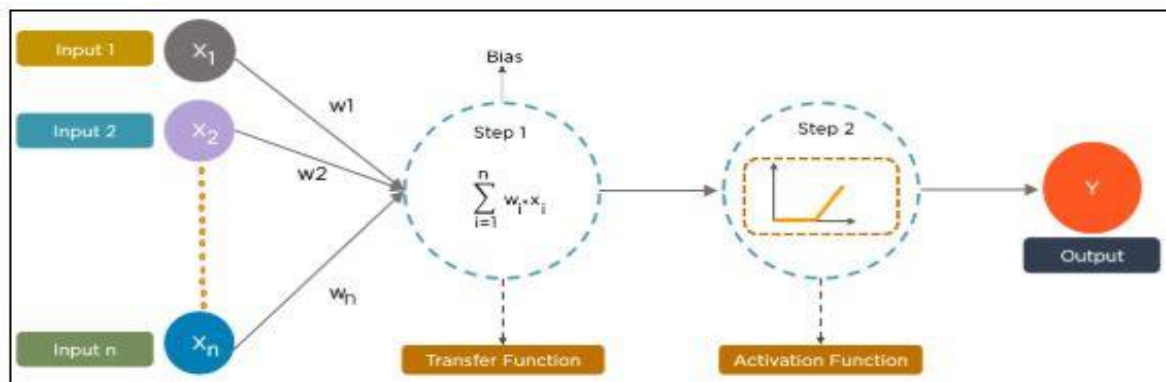 Input 1
X1
w1
Input 2
X2
w2
Input n
Xn
wn
Bias
Step 1
n
∑ wi*xi
i=1
Transfer Function
Step 2
Activation Function
Y
Output